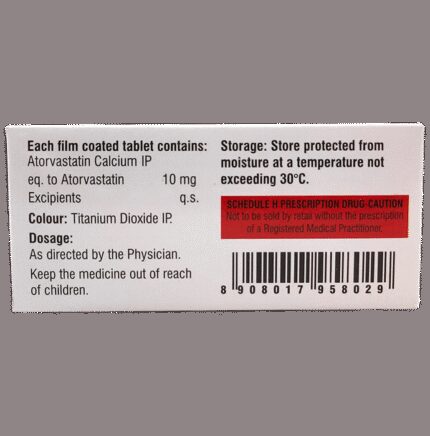 Each film coated tablet contains:
Atorvastatin Calcium IP
eq. to Atorvastatin 10 mg
Excipients q.s.
Colour: Titanium Dioxide IP.
Dosage:
As directed by the Physician.
Keep the medicine out of reach
of children.
Storage: Store protected from
moisture at a temperature not
exceeding 30°C.
SCHEDULE H PRESCRIPTION DRUG-CAUTION
Not to be sold by retail without the prescription
of a Registered Medical Practitioner.
8 908017 958029